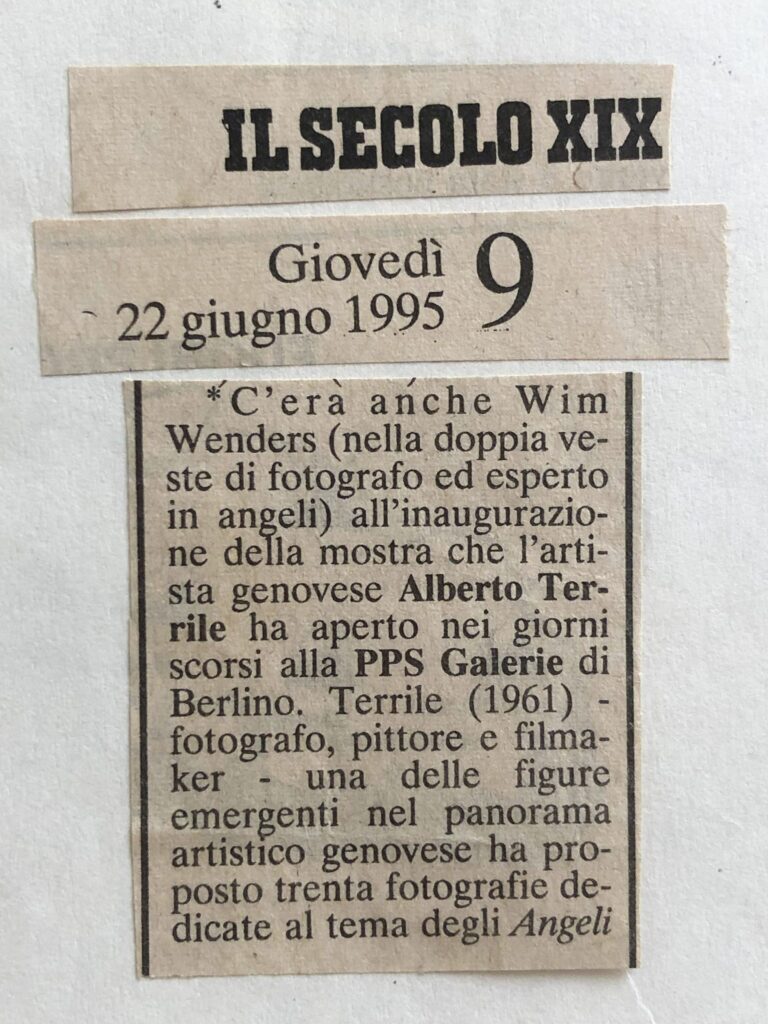 IL SECOLO XIX
Giovedì 9
22 giugno 1995
*C'era anche Wim
Wenders (nella doppia ve-
ste di fotografo ed esperto
in angeli) all'inaugurazio-
ne della mostra che l'arti-
sta genovese Alberto Ter-
rile ha aperto nei giorni
scorsi alla PPS Galerie di
Berlino. Terrile (1961) -
fotografo, pittore e filma-
ker - una delle figure
emergenti nel panorama
artistico genovese ha pro-
posto trenta fotografie de-
dicate al tema degli Angeli